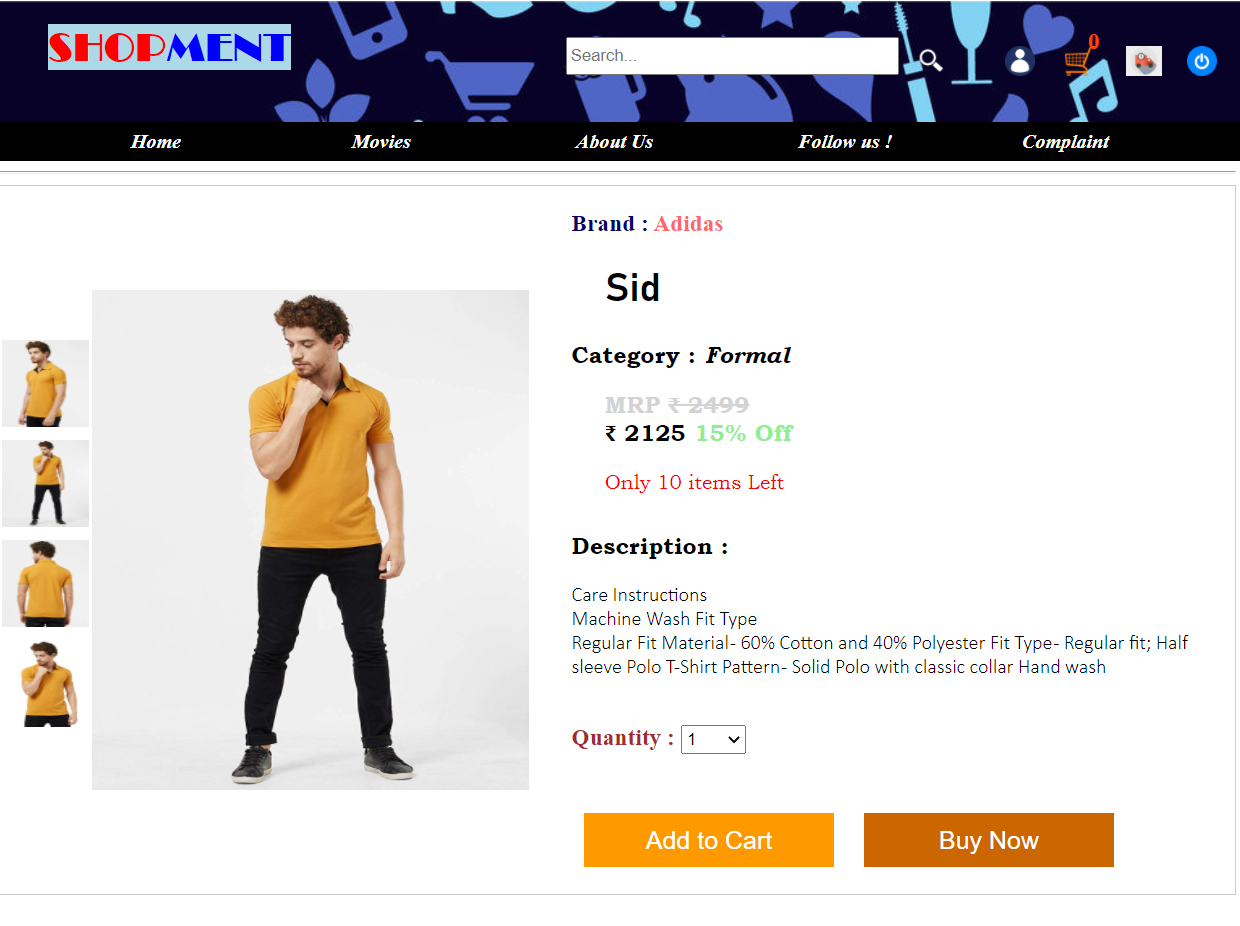 SHOPMENT
Search...
0
Home Movies About Us Follow us ! Complaint
Brand : Adidas
Sid
Category : Formal
MRP ₹ 2499
₹ 2125 15% Off
Only 10 items Left
Description :
Care Instructions
Machine Wash Fit Type
Regular Fit Material- 60% Cotton and 40% Polyester Fit Type- Regular fit; Half
sleeve Polo T-Shirt Pattern- Solid Polo with classic collar Hand wash
Quantity : 1
Add to Cart Buy Now